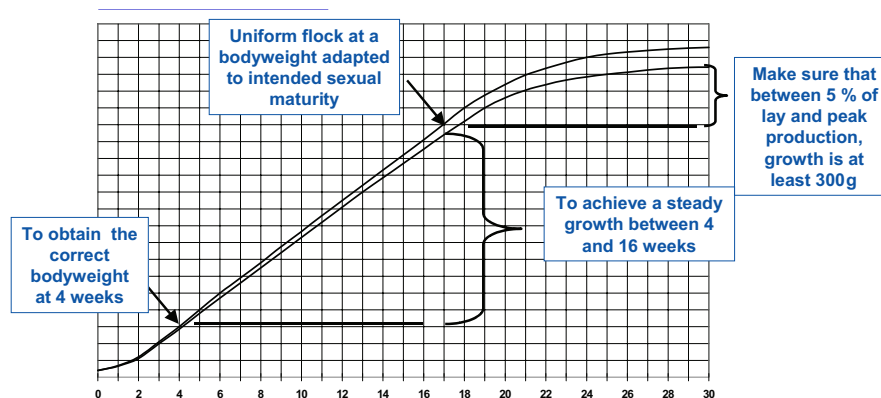 Uniform flock at a
bodyweight adapted
to intended sexual
maturity
Make sure that
between 5 % of
lay and peak
production,
growth is at
least 300g
To achieve a steady
growth between 4
and 16 weeks
To obtain the
correct
bodyweight
at 4 weeks
0 2 4 6 8 10 12 14 16 18 20 22 24 26 28 30